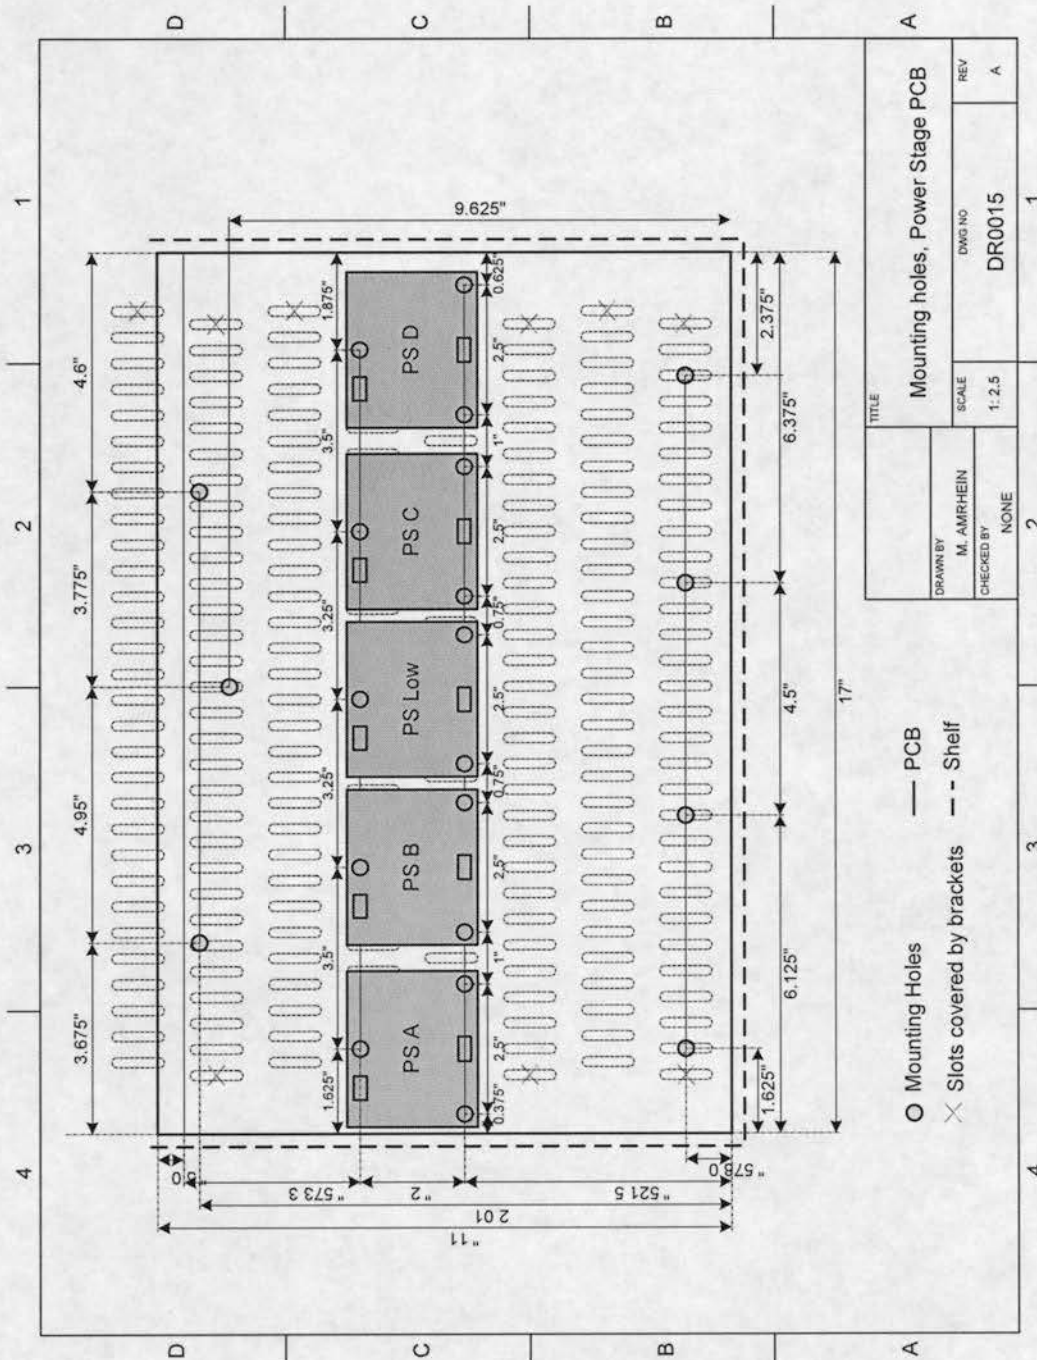 4 3 2 1
D D
3.675" 4.95" 3.775" 4.6"
11"
10.2
3.375"
9.625"
1.625" 3.5" 3.25" 3.25" 3.5" 1.875"
C C
2"
PS A PS B PS Low PS C PS D
0.375" 2.5" 1" 2.5" 0.75" 2.5" 0.75" 2.5" 1" 2.5" 0.625"
5.125"
B B
0.875"
1.625" 2.375"
6.125" 4.5" 6.375"
17"
Mounting Holes PCB
Slots covered by brackets Shelf
TITLE
Mounting holes, Power Stage PCB
DRAWN BY
M. AMRHEIN
CHECKED BY
NONE
SCALE
1:2.5
DWG NO
DR0015
REV
A
A A
4 3 2 1